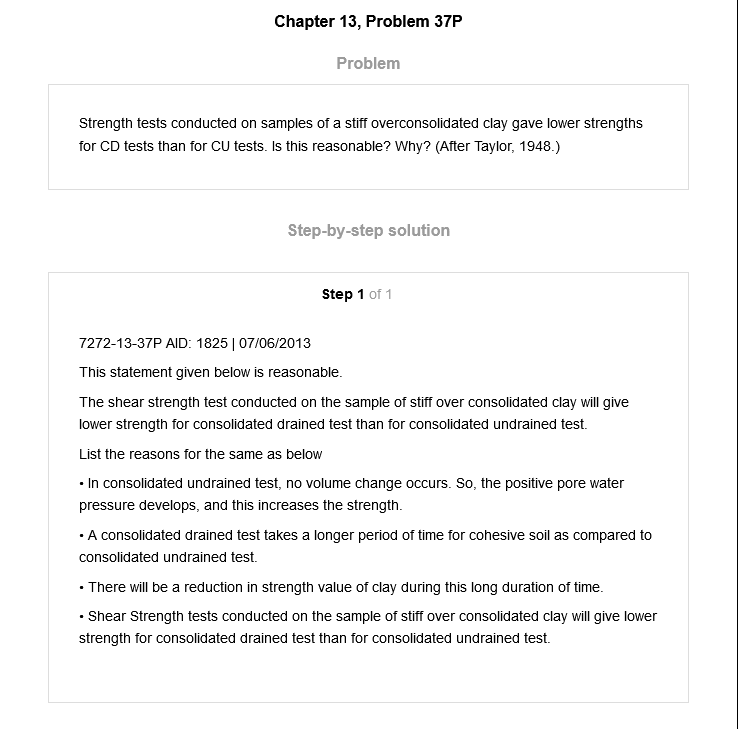 Chapter 13, Problem 37P
Problem
Strength tests conducted on samples of a stiff overconsolidated clay gave lower strengths
for CD tests than for CU tests. Is this reasonable? Why? (After Taylor, 1948.)
Step-by-step solution
Step 1 of 1
7272-13-37P AID: 1825 | 07/06/2013
This statement given below is reasonable.
The shear strength test conducted on the sample of stiff over consolidated clay will give
lower strength for consolidated drained test than for consolidated undrained test.
List the reasons for the same as below
• In consolidated undrained test, no volume change occurs. So, the positive pore water
pressure develops, and this increases the strength.
• A consolidated drained test takes a longer period of time for cohesive soil as compared to
consolidated undrained test.
• There will be a reduction in strength value of clay during this long duration of time.
• Shear Strength tests conducted on the sample of stiff over consolidated clay will give lower
strength for consolidated drained test than for consolidated undrained test.